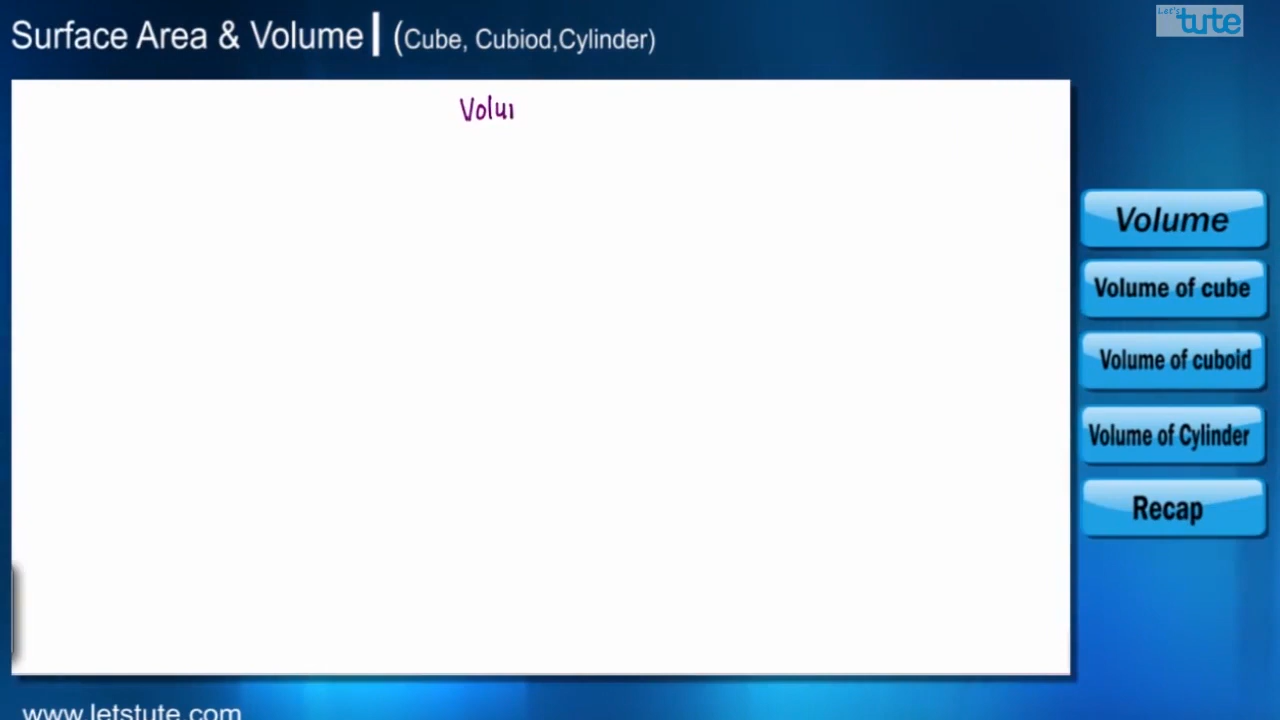 Surface Area & Volume | (Cube, Cubiod,Cylinder)
Let's tute
Volu
Volume
Volume of cube
Volume of cuboid
Volume of Cylinder
Recap
www.letstute.com